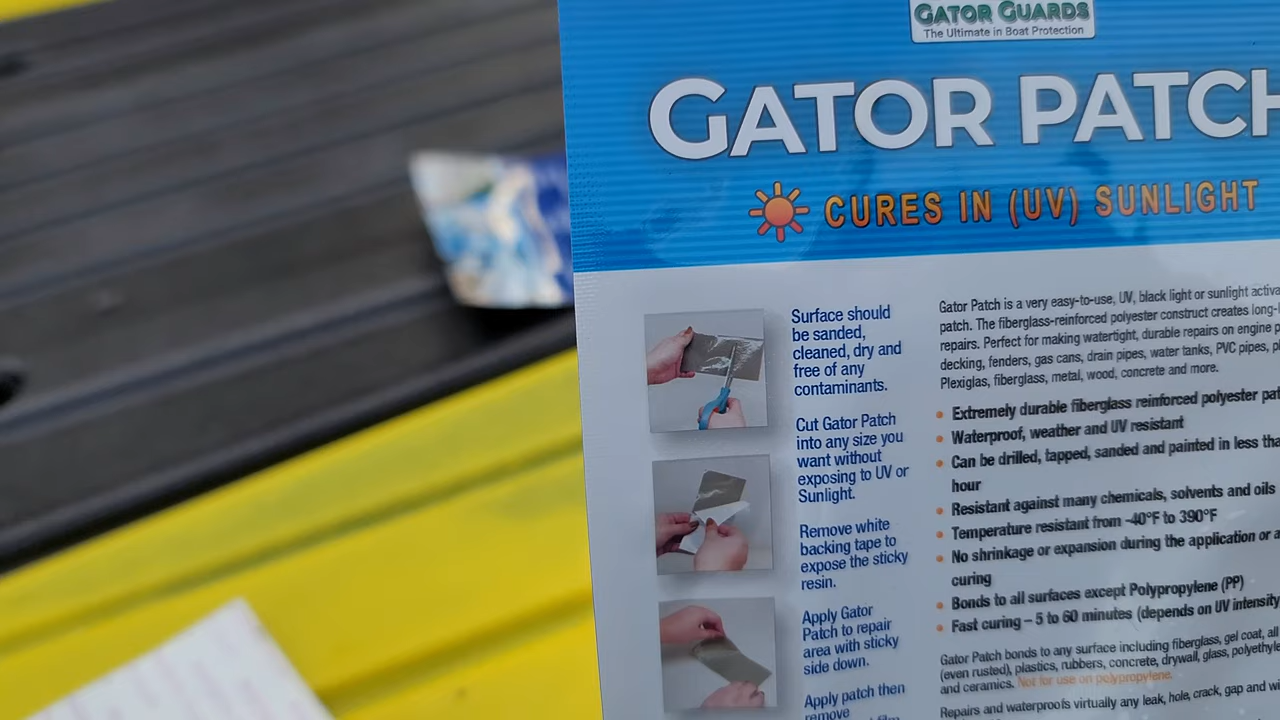 GATOR GUARDS
The Ultimate in Boat Protection
GATOR PATCH
CURES IN (UV) SUNLIGHT
Surface should
be sanded,
cleaned, dry and
free of any
contaminants.
Cut Gator Patch
into any size you
want without
exposing to UV or
Sunlight.
Remove white
backing tape to
expose the sticky
resin.
Apply Gator
Patch to repair
area with sticky
side down.
Apply patch then
remove
Gator Patch is a very easy-to-use, UV, black light or sunlight
patch. The fiberglass-reinforced polyester construct creates
repairs. Perfect for making watertight, durable repairs on engine
decking, fenders, gas cans, drain pipes, water tanks, PVC pipes,
Plexiglas, fiberglass, metal, wood, concrete and more.
• Extremely durable fiberglass reinforced polyester
• Waterproof, weather and UV resistant
• Can be drilled, tapped, sanded and painted in less
hour
• Resistant against many chemicals, solvents and oils
• Temperature resistant from -40°F to 390°F
• No shrinkage or expansion during the application or
curing
• Bonds to all surfaces except Polypropylene (PP)
• Fast curing – 5 to 60 minutes (depends on UV intensity
Gator Patch bonds to any surface including fiberglass, gel coat, all
(even rusted), plastics, rubbers, concrete, drywall, glass,
and ceramics. Not for use on polypropylene.
Repairs and waterproofs virtually any leak, hole, crack, gap and